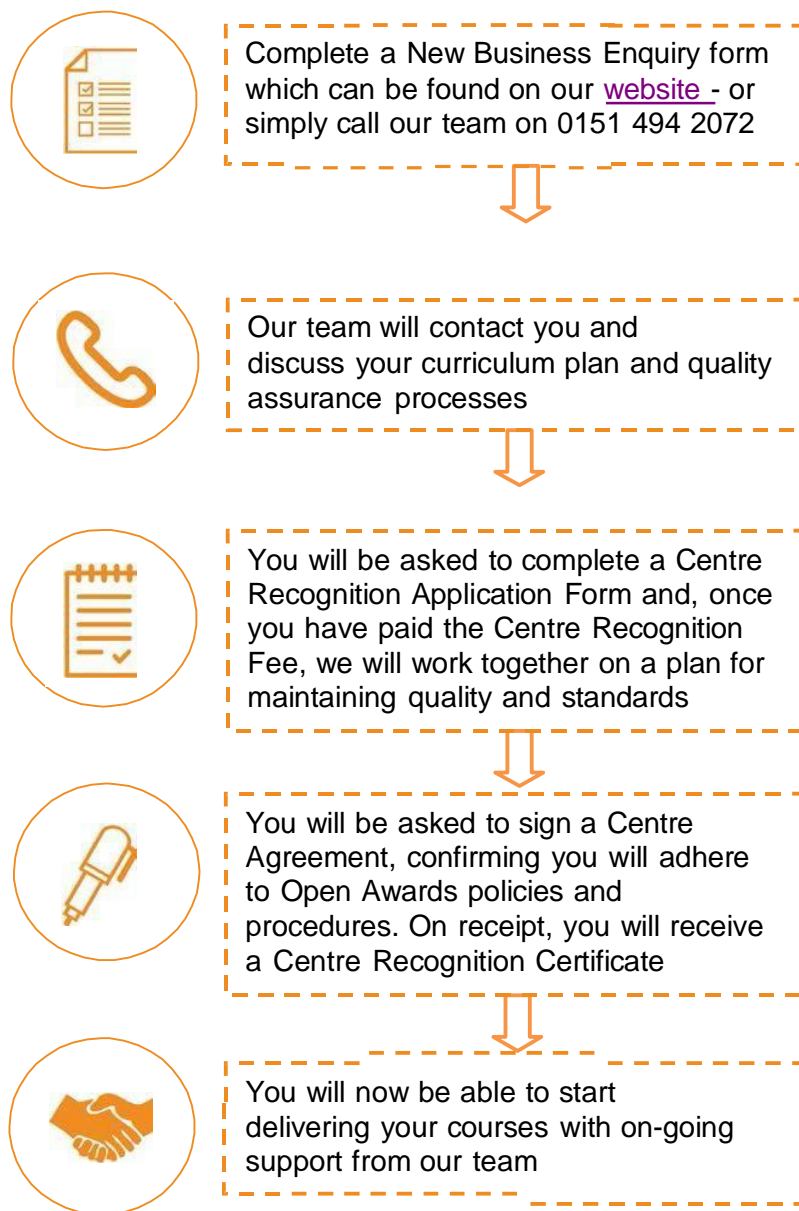 Complete a New Business Enquiry form
which can be found on our website - or
simply call our team on 0151 494 2072
Our team will contact you and
discuss your curriculum plan and quality
assurance processes
You will be asked to complete a Centre
Recognition Application Form and, once
you have paid the Centre Recognition
Fee, we will work together on a plan for
maintaining quality and standards
You will be asked to sign a Centre
Agreement, confirming you will adhere
to Open Awards policies and
procedures. On receipt, you will receive
a Centre Recognition Certificate
You will now be able to start
delivering your courses with on-going
support from our team